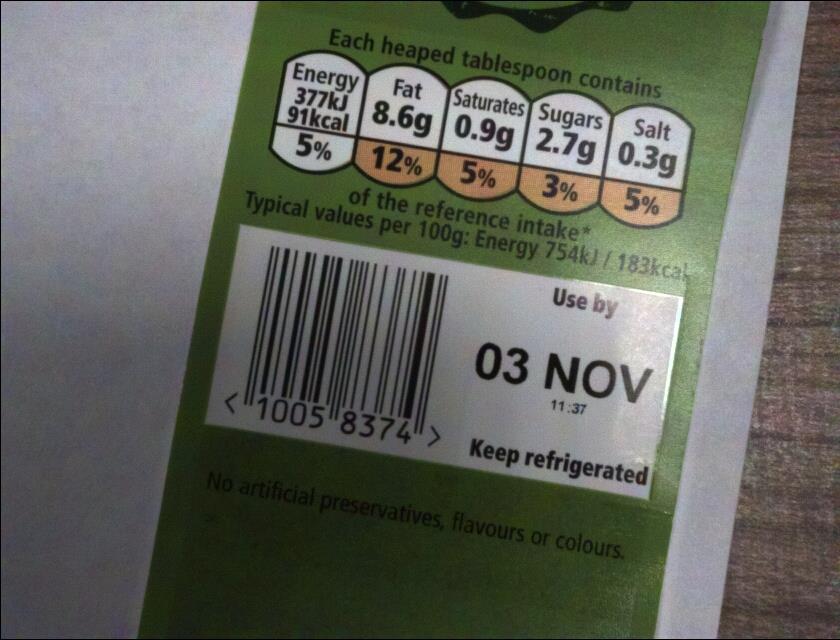 Each heaped tablespoon contains
Energy
377kJ
91kcal
5%
Fat
8.6g
12%
Saturates
0.9g
5%
Sugars
2.7g
3%
Salt
0.3g
5%
of the reference intake*
Typical values per 100g: Energy 754kJ / 183kcal
Use by
03 NOV
11:37
Keep refrigerated
< 1005 8374 >
No artificial preservatives, flavours or colours.